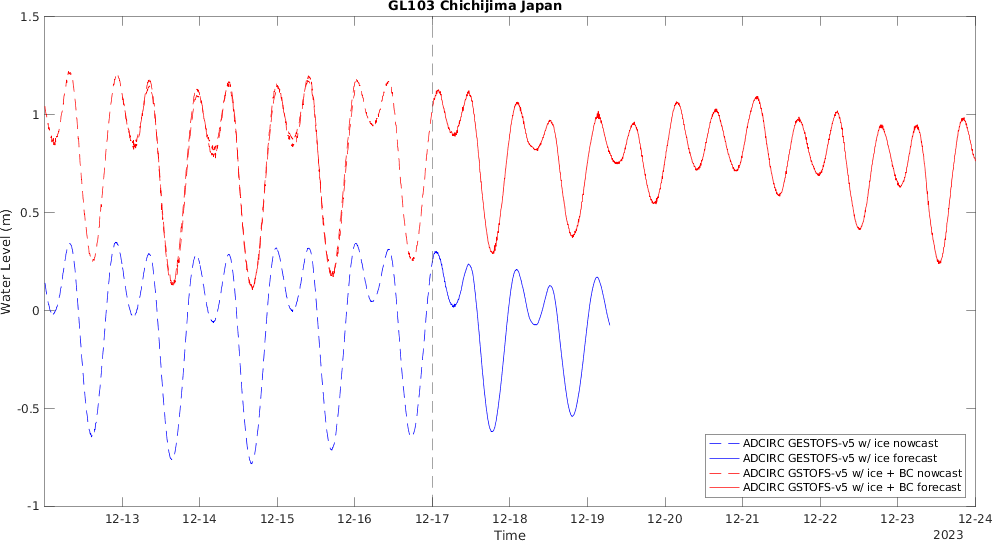 GL103 Chichijima Japan
1.5
1
0.5
0
-0.5
-1
Water Level (m)
ADCIRC GESTOFS-v5 w/ ice nowcast
ADCIRC GESTOFS-v5 w/ ice forecast
ADCIRC GSTOFS-v5 w/ ice + BC nowcast
ADCIRC GSTOFS-v5 w/ ice + BC forecast
12-13 12-14 12-15 12-16 12-17 12-18 12-19 12-20 12-21 12-22 12-23 12-24
Time
2023